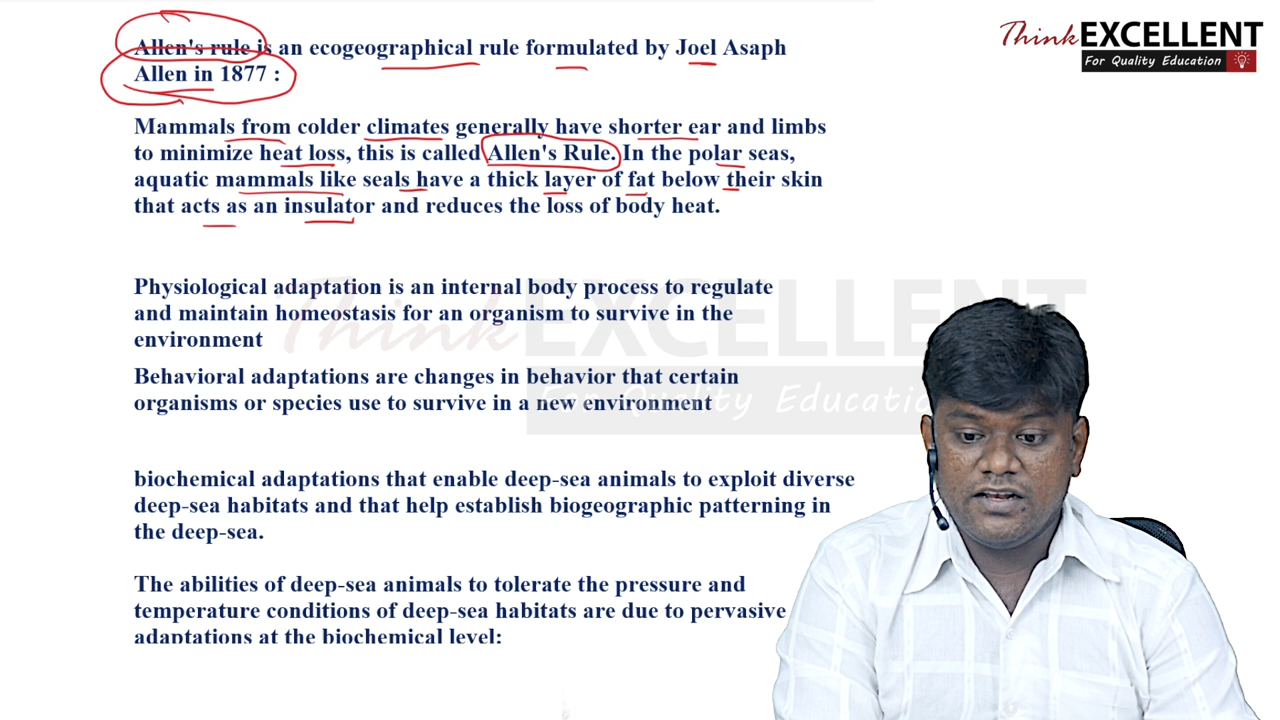 Think EXCELLENT
For Quality Education
Allen's rule is an ecogeographical rule formulated by Joel Asaph
Allen in 1877 :
Mammals from colder climates generally have shorter ear and limbs
to minimize heat loss, this is called Allen's Rule. In the polar seas,
aquatic mammals like seals have a thick layer of fat below their skin
that acts as an insulator and reduces the loss of body heat.
Physiological adaptation is an internal body process to regulate
and maintain homeostasis for an organism to survive in the
environment
Behavioral adaptations are changes in behavior that certain
organisms or species use to survive in a new environment
Think EXCELLENT
For Quality Educatio
biochemical adaptations that enable deep-sea animals to exploit diverse
deep-sea habitats and that help establish biogeographic patterning in
the deep-sea.
The abilities of deep-sea animals to tolerate the pressure and
temperature conditions of deep-sea habitats are due to pervasive
adaptations at the biochemical level: